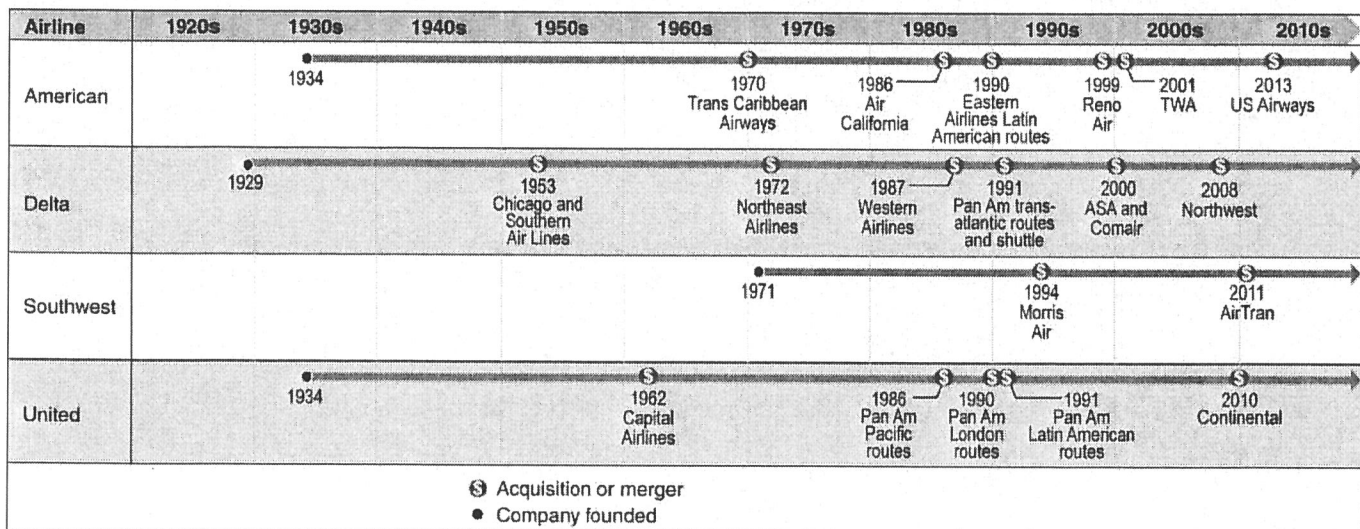 Airline 1920s 1930s 1940s 1950s 1960s 1970s 1980s 1990s 2000s 2010s
American
1934
1970
Trans Caribbean
Airways
1986
Air
California
1990
Eastern
Airlines Latin
American routes
1999
Reno
Air
2001
TWA
2013
US Airways
Delta
1929
1953
Chicago and
Southern
Air Lines
1972
Northeast
Airlines
1987
Western
Airlines
1991
Pan Am trans-
atlantic routes
and shuttle
2000
ASA and
Comair
2008
Northwest
Southwest
1971
1994
Morris
Air
2011
AirTran
United
1934
1962
Capital
Airlines
1986
Pan Am
Pacific
routes
1990
Pan Am
London
routes
1991
Pan Am
Latin American
routes
2010
Continental
Acquisition or merger
Company founded